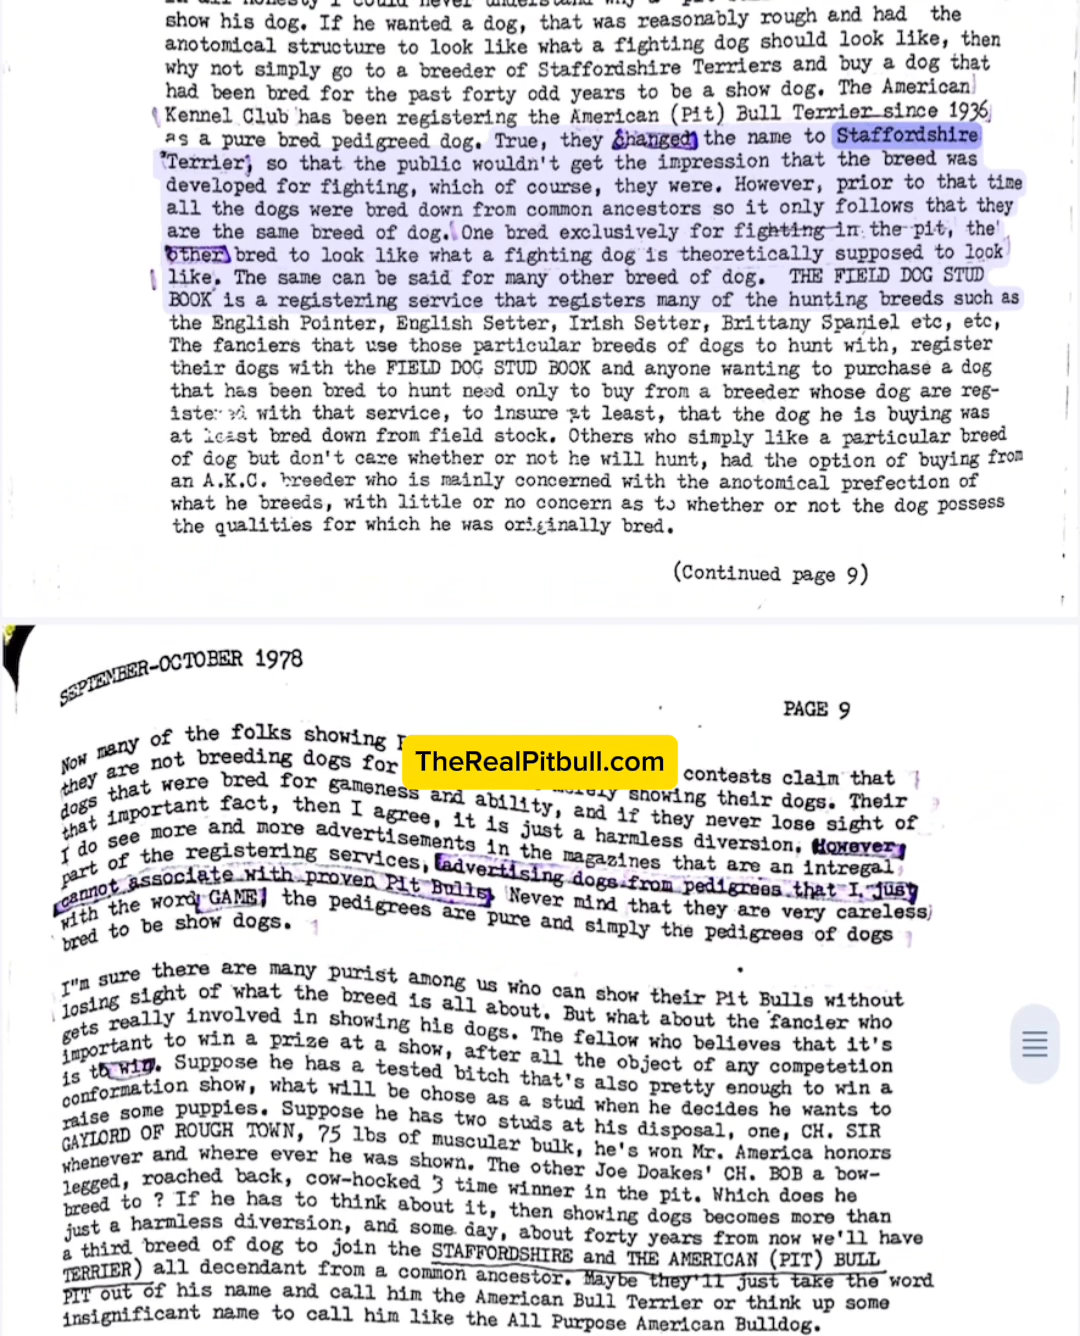 show his dog. If he wanted a dog, that was reasonably rough and had the
anotomical structure to look like what a fighting dog should look like, then
why not simply go to a breeder of Staffordshire Terriers and buy a dog that
had been bred for the past forty odd years to be a show dog. The American
Kennel Club has been registering the American (Pit) Bull Terrier since 1936
as a pure bred pedigreed dog. True, they changed the name to Staffordshire
Terrier, so that the public wouldn't get the impression that the breed was
developed for fighting, which of course, they were. However, prior to that time
all the dogs were bred down from common ancestors so it only follows that they
are the same breed of dog. One bred exclusively for fighting in the pit, the
other bred to look like what a fighting dog is theoretically supposed to look
like. The same can be said for many other breed of dog. THE FIELD DOG STUD
BOOK is a registering service that registers many of the hunting breeds such as
the English Pointer, English Setter, Irish Setter, Brittany Spaniel etc, etc,
The fanciers that use those particular breeds of dogs to hunt with, register
their dogs with the FIELD DOG STUD BOOK and anyone wanting to purchase a dog
that has been bred to hunt need only to buy from a breeder whose dog are reg-
istered with that service, to insure at least, that the dog he is buying was
at least bred down from field stock. Others who simply like a particular breed
of dog but don't care whether or not he will hunt, had the option of buying from
an A.K.C. breeder who is mainly concerned with the anotomical prefection of
what he breeds, with little or no concern as to whether or not the dog possess
the qualities for which he was originally bred.
(Continued page 9)
SEPTEMBER-OCTOBER 1978
PAGE 9
Now many of the folks showing contests claim that
TheRealPitbull.com
they are not breeding dogs for showing their dogs. Their
dogs that were bred for gameness and ability, and if they never lose sight of
that important fact, then I agree, it is just a harmless diversion, However
I do see more and more advertisements in the magazines that are an intregal
part of the registering services, advertising dogs from pedigrees that I just
cannot associate with proven Pit Bulls. Never mind that they are very careless
with the word GAME, the pedigrees are pure and simply the pedigrees of dogs
bred to be show dogs.
I"m sure there are many purist among us who can show their Pit Bulls without
losing sight of what the breed is all about. But what about the fancier who
gets really involved in showing his dogs. The fellow who believes that it's
important to win a prize at a show, after all the object of any competetion
is to win. Suppose he has a tested bitch that's also pretty enough to win a
conformation show, what will be chose as a stud when he decides he wants to
raise some puppies. Suppose he has two studs at his disposal, one, CH. SIR
GAYLORD OF ROUGH TOWN, 75 lbs of muscular bulk, he's won Mr. America honors
whenever and where ever he was shown. The other Joe Doakes' CH. BOB a bow-
legged, roached back, cow-hocked 3 time winner in the pit. Which does he
breed to ? If he has to think about it, then showing dogs becomes more than
just a harmless diversion, and some day, about forty years from now we'll have
a third breed of dog to join the STAFFORDSHIRE and THE AMERICAN (PIT) BULL
TERRIER) all decendant from a common ancestor. Maybe they'll just take the word
PIT out of his name and call him the American Bull Terrier or think up some
insignificant name to call him like the All Purpose American Bulldog.